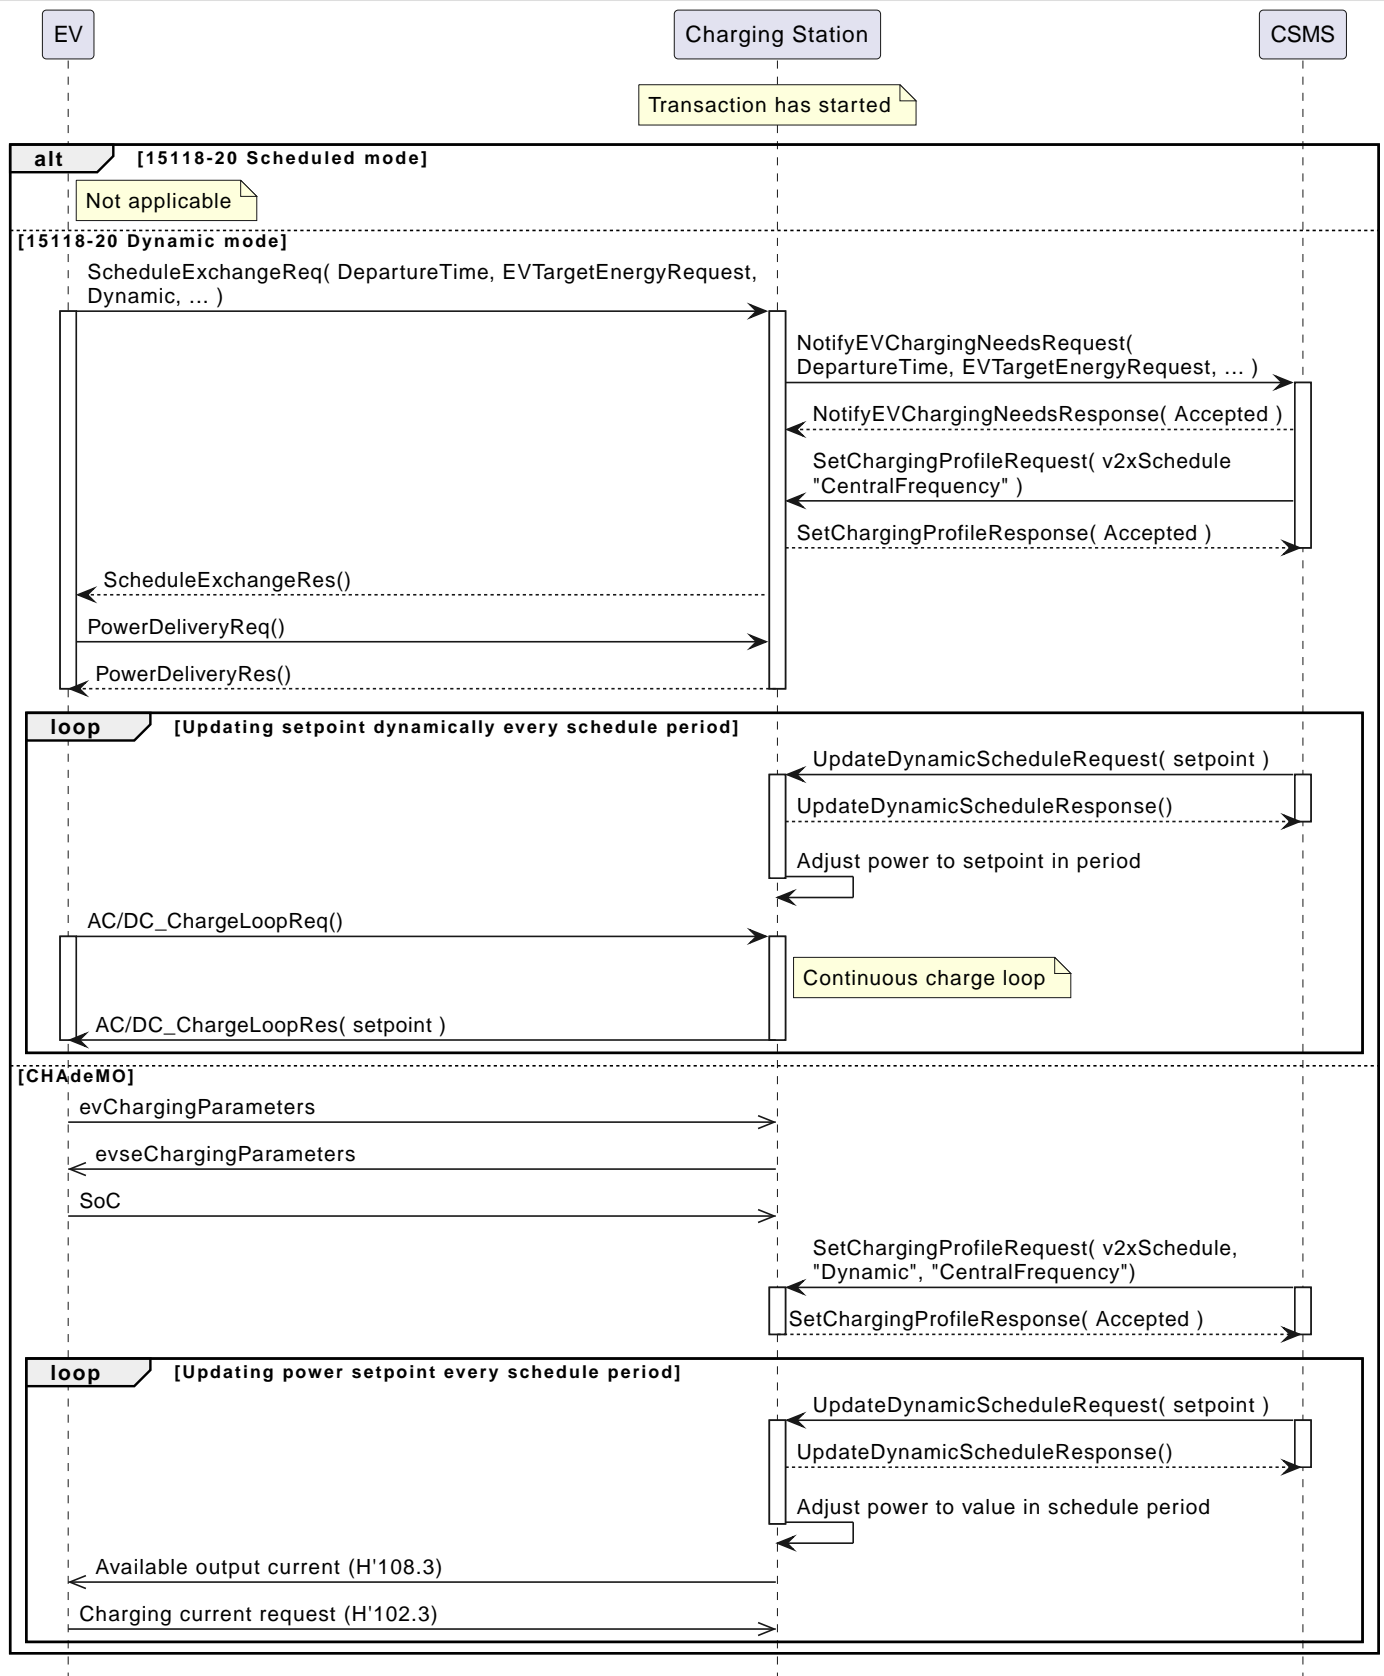 EV
Charging Station
CSMS
Transaction has started
alt
[15118-20 Scheduled mode]
Not applicable
[15118-20 Dynamic mode]
ScheduleExchangeReq( DepartureTime, EVTargetEnergyRequest,
Dynamic, ... )
NotifyEVChargingNeedsRequest(
DepartureTime, EVTargetEnergyRequest, ... )
NotifyEVChargingNeedsResponse( Accepted )
SetChargingProfileRequest( v2xSchedule
"CentralFrequency" )
SetChargingProfileResponse( Accepted )
ScheduleExchangeRes()
PowerDeliveryReq()
PowerDeliveryRes()
loop
[Updating setpoint dynamically every schedule period]
UpdateDynamicScheduleRequest( setpoint )
UpdateDynamicScheduleResponse()
Adjust power to setpoint in period
AC/DC_ChargeLoopReq()
Continuous charge loop
AC/DC_ChargeLoopRes( setpoint )
[CHAdeMO]
evChargingParameters
evseChargingParameters
SoC
SetChargingProfileRequest( v2xSchedule,
"Dynamic", "CentralFrequency")
SetChargingProfileResponse( Accepted )
loop
[Updating power setpoint every schedule period]
UpdateDynamicScheduleRequest( setpoint )
UpdateDynamicScheduleResponse()
Adjust power to value in schedule period
Available output current (H'108.3)
Charging current request (H'102.3)